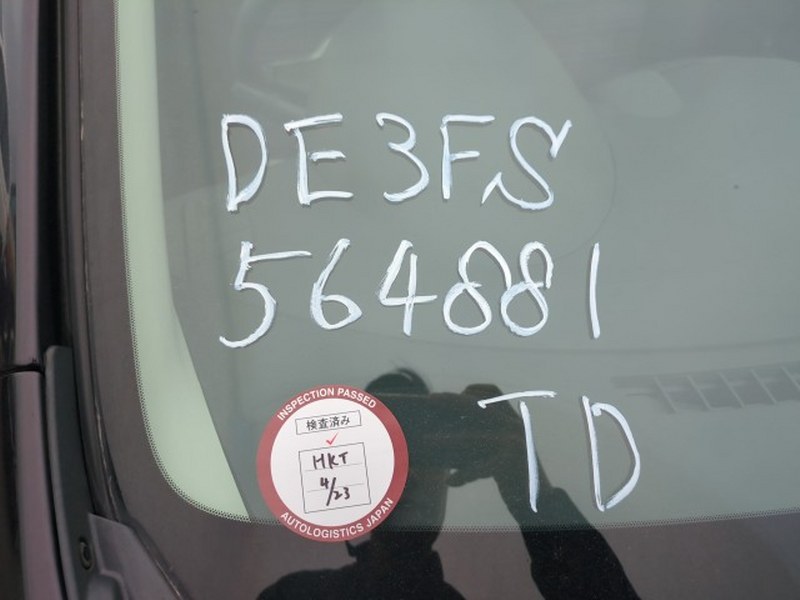 DE3FS
564881
TD
INSPECTION PASSED
検査済み
✓
HKT
4/23
AUTOLOGISTICS JAPAN